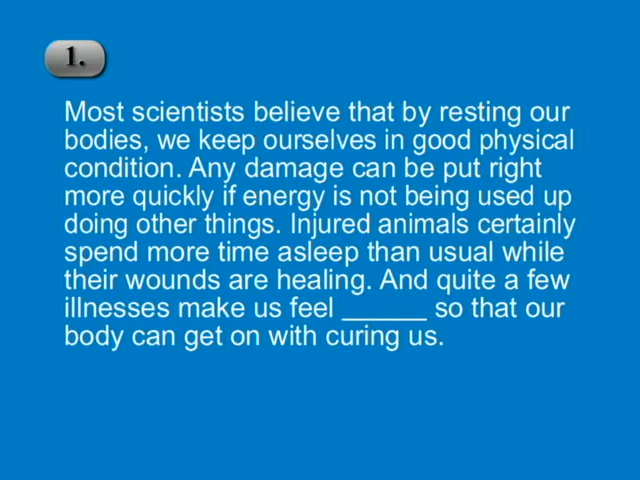 1.
Most scientists believe that by resting our
bodies, we keep ourselves in good physical
condition. Any damage can be put right
more quickly if energy is not being used up
doing other things. Injured animals certainly
spend more time asleep than usual while
their wounds are healing. And quite a few
illnesses make us feel ______ so that our
body can get on with curing us.